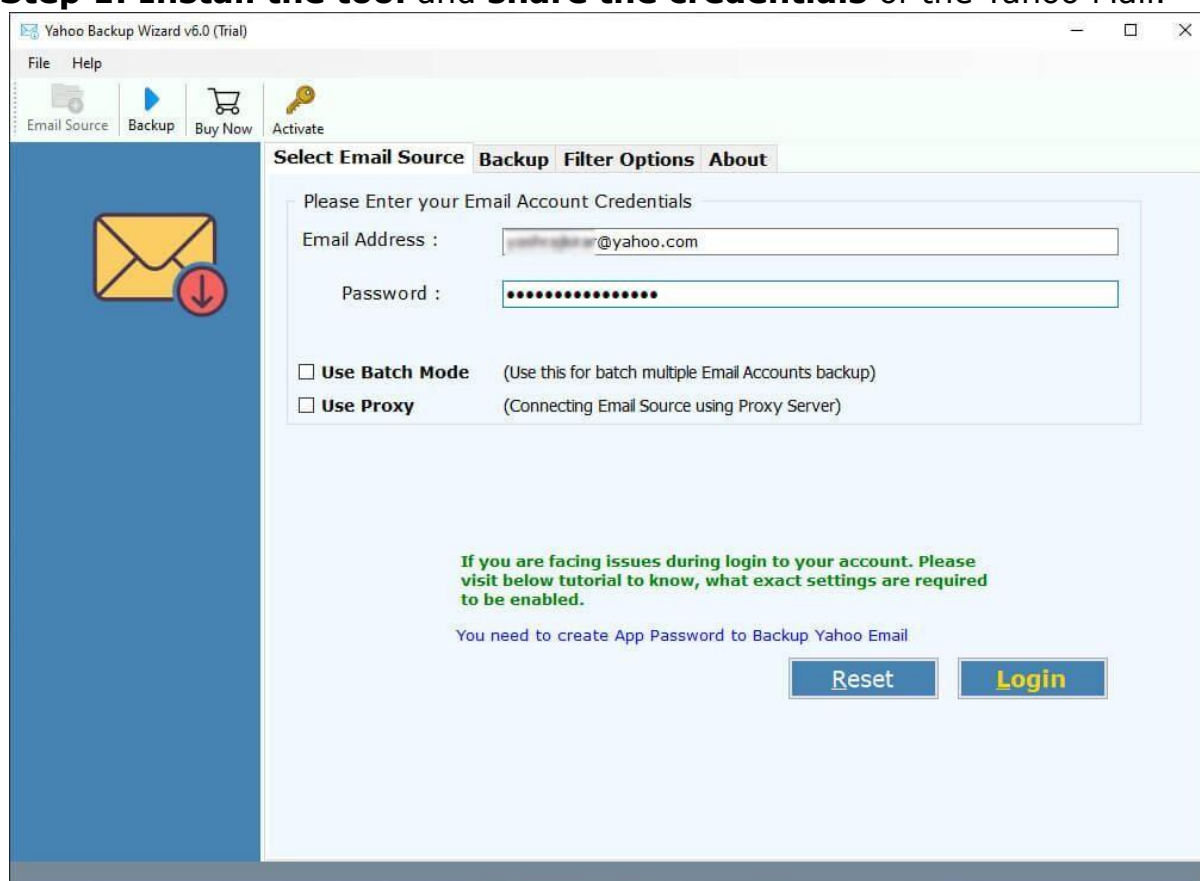 Step 1: Install the tool and share the credentials of the Yahoo Mail.
Yahoo Backup Wizard v6.0 (Trial)
File Help
Email Source Backup Buy Now Activate
Select Email Source Backup Filter Options About
Please Enter your Email Account Credentials
Email Address : @yahoo.com
Password : ••••••••••••••••
Use Batch Mode (Use this for batch multiple Email Accounts backup)
Use Proxy (Connecting Email Source using Proxy Server)
If you are facing issues during login to your account. Please
visit below tutorial to know, what exact settings are required
to be enabled.
You need to create App Password to Backup Yahoo Email
Reset Login